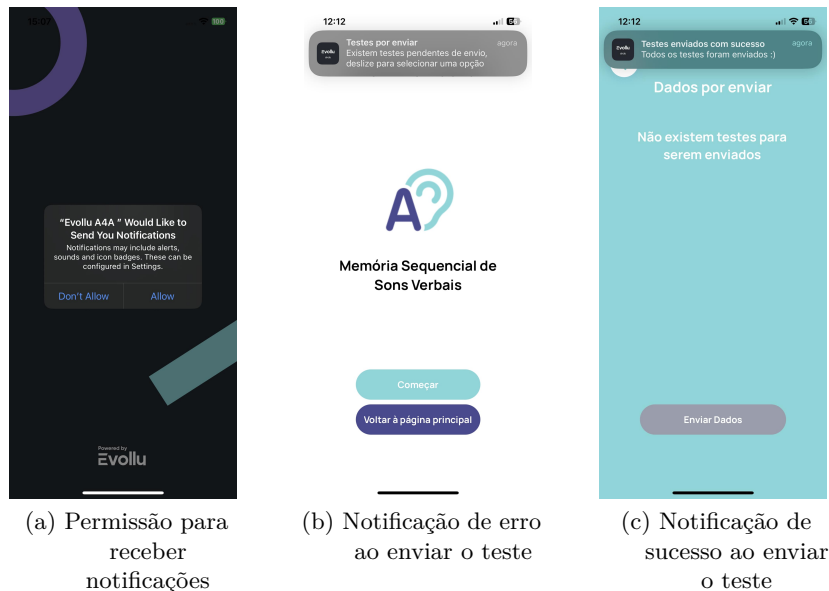 15:07
100
“Evollu A4A ” Would Like to
Send You Notifications
Notifications may include alerts,
sounds and icon badges. These can be
configured in Settings.
Don’t Allow
Allow
Powered by
Evollu
(a) Permissão para
receber
notificações
12:12
Testes por enviar
agora
Existem testes pendentes de envio,
deslize para selecionar uma opção
Evollu
A
Memória Sequencial de
Sons Verbais
Começar
Voltar à página principal
(b) Notificação de erro
ao enviar o teste
12:12
Testes enviados com sucesso
agora
Todos os testes foram enviados :)
Evollu
Dados por enviar
Não existem testes para
serem enviados
Enviar Dados
(c) Notificação de
sucesso ao enviar
o teste